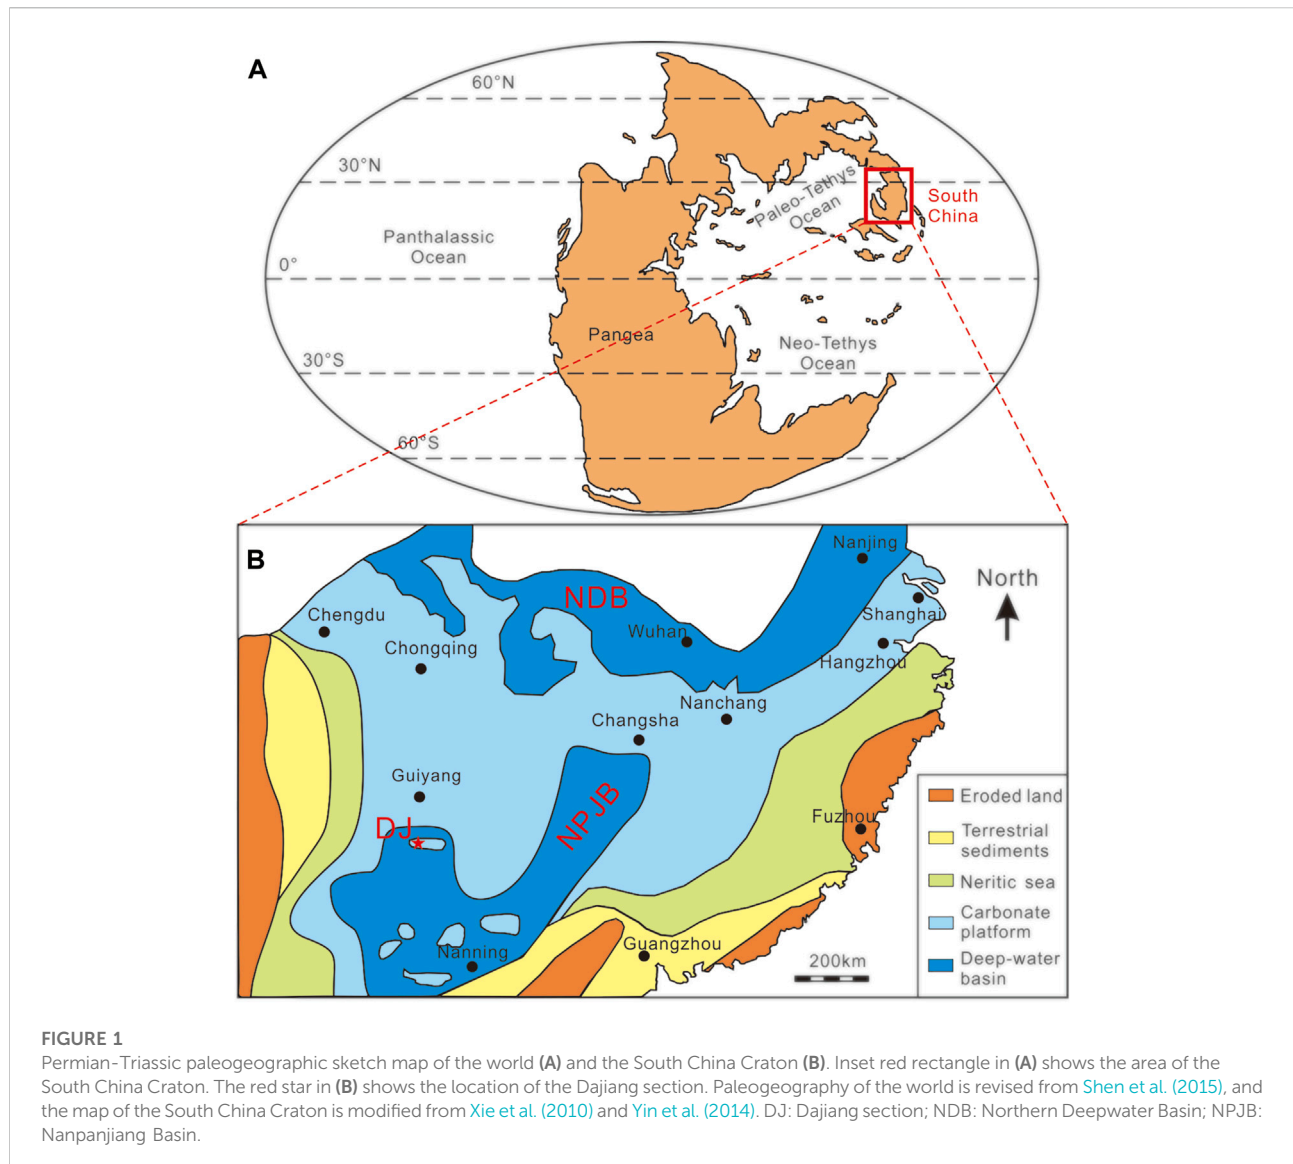 A
60°N
30°N
Paleo-Tethys
Ocean
South
China
Panthalassic
Ocean
0°
Pangea
Neo-Tethys
Ocean
30°S
60°S
B
Nanjing
North
NDB
Chengdu
Shanghai
Wuhan
Chongqing
Hangzhou
Nanchang
Changsha
Guiyang
NPJB
DJ
Fuzhou
Nanning
Guangzhou
200km
Eroded land
Terrestrial
sediments
Neritic sea
Carbonate
platform
Deep-water
basin
FIGURE 1
Permian-Triassic paleogeographic sketch map of the world (A) and the South China Craton (B). Inset red rectangle in (A) shows the area of the
South China Craton. The red star in (B) shows the location of the Dajiang section. Paleogeography of the world is revised from Shen et al. (2015), and
the map of the South China Craton is modified from Xie et al. (2010) and Yin et al. (2014). DJ: Dajiang section; NDB: Northern Deepwater Basin; NPJB:
Nanpanjiang Basin.